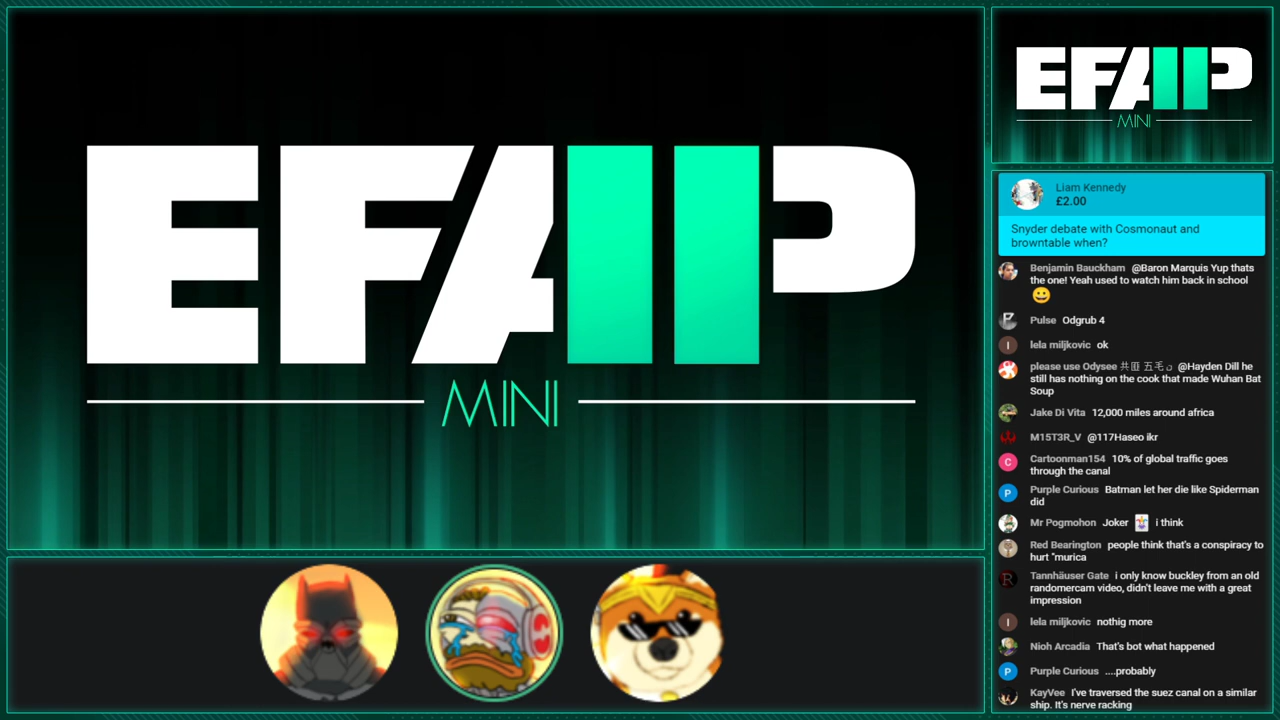 EFAP
MINI
EFAP
MINI
Liam Kennedy
£2.00
Snyder debate with Cosmonaut and
browntable when?
Benjamin Bauckham @Baron Marquis Yup thats
the one! Yeah used to watch him back in school
Pulse Odgrub 4
I lela miljkovic ok
please use Odysee 共匪 五毛 @Hayden Dill he
still has nothing on the cook that made Wuhan Bat
Soup
Jake Di Vita 12,000 miles around africa
M15T3R_V @117Haseo ikr
C Cartoonman154 10% of global traffic goes
through the canal
P Purple Curious Batman let her die like Spiderman
did
Mr Pogmohon Joker 🃏 i think
Red Bearington people think that's a conspiracy to
hurt "murica
R Tannhäuser Gate i only know buckley from an old
randomercam video, didn't leave me with a great
impression
I lela miljkovic nothig more
Nioh Arcadia That's bot what happened
P Purple Curious ....probably
KayVee I've traversed the suez canal on a similar
ship. It's nerve racking